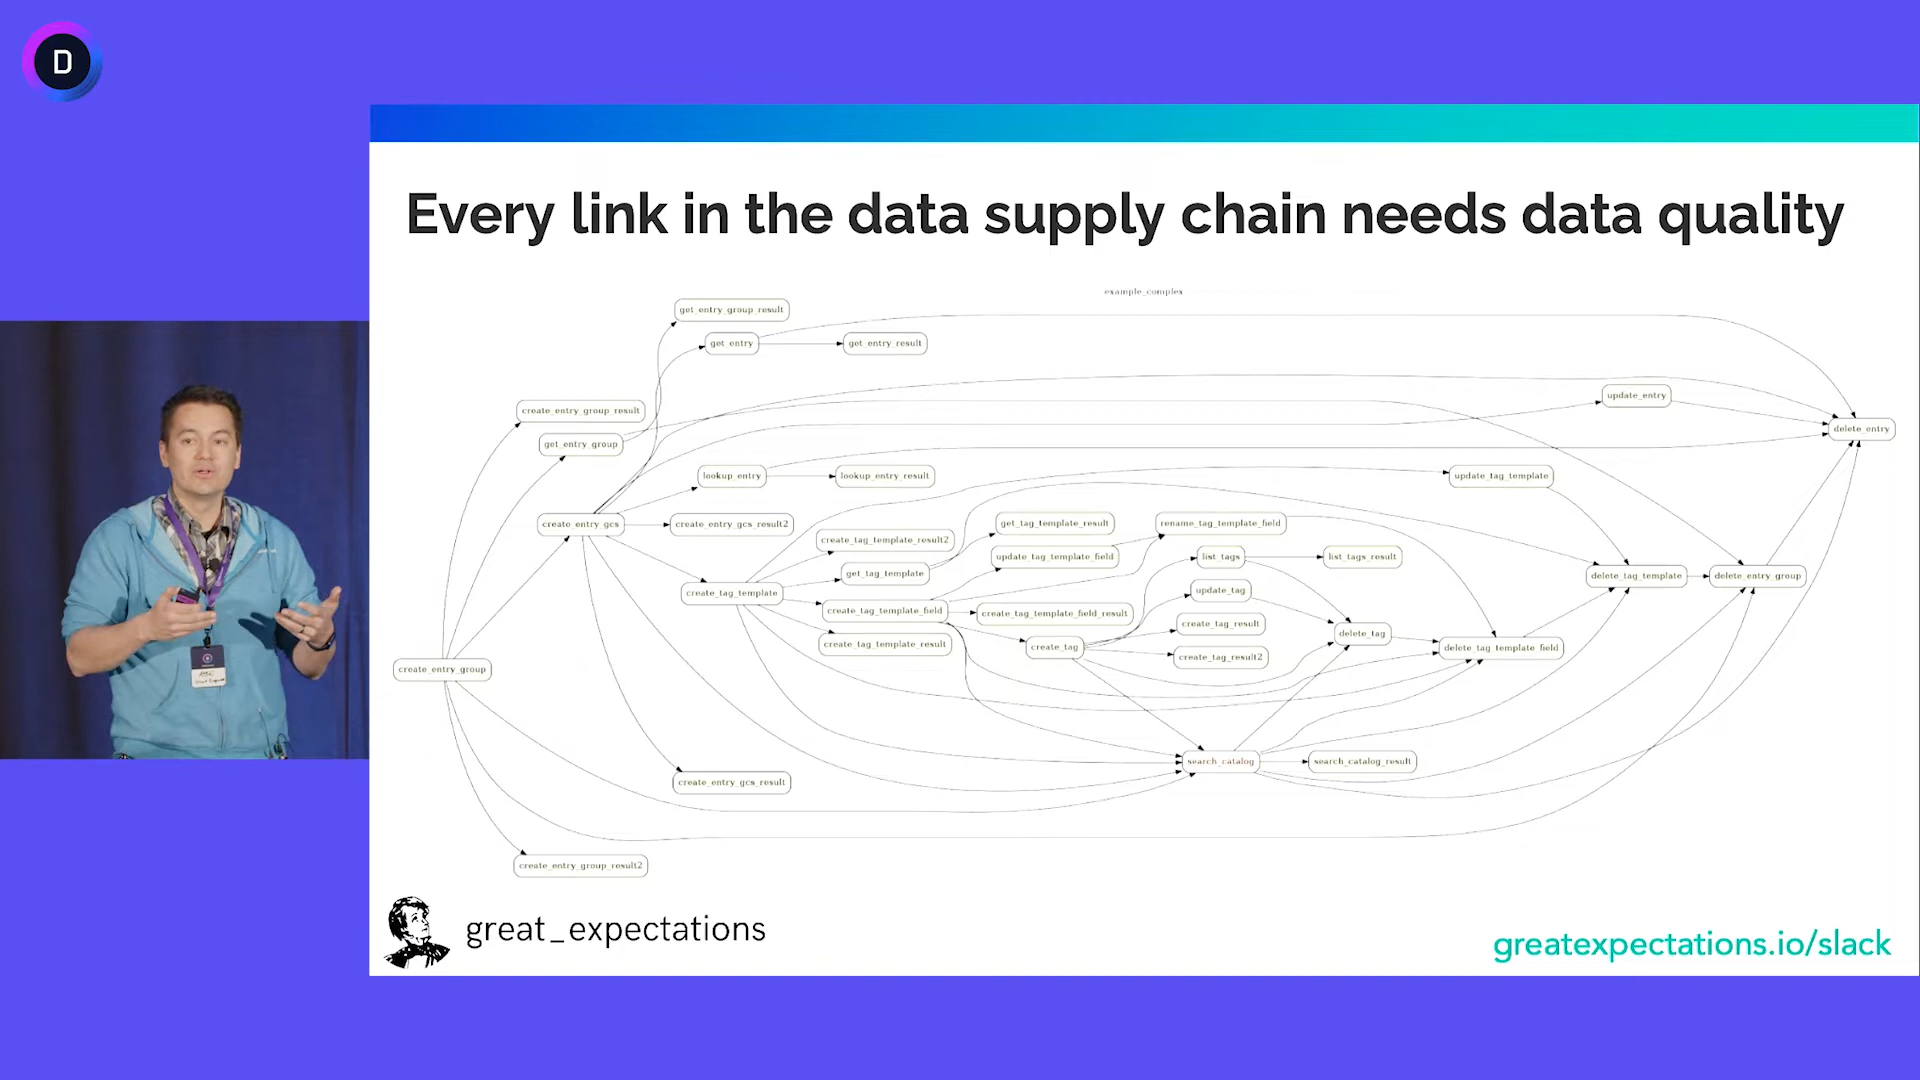 D
Every link in the data supply chain needs data quality
example_complex
get_entry_group_result
get_entry
get_entry_result
update_entry
create_entry_group_result
delete_entry
get_entry_group
lookup_entry
lookup_entry_result
update_tag_template
create_entry_gcs
create_entry_gcs_result2
get_tag_template_result
rename_tag_template_field
create_tag_template_result2
update_tag_template_field
list_tags
list_tags_result
get_tag_template
delete_tag_template
delete_entry_group
create_tag_template
update_tag
create_tag_template_field
create_tag_template_field_result
create_tag_result
delete_tag
create_tag_template_result
create_tag
delete_tag_template_field
create_tag_result2
create_entry_group
search_catalog
search_catalog_result
create_entry_gcs_result
create_entry_group_result2
great_expectations
greatexpectations.io/slack